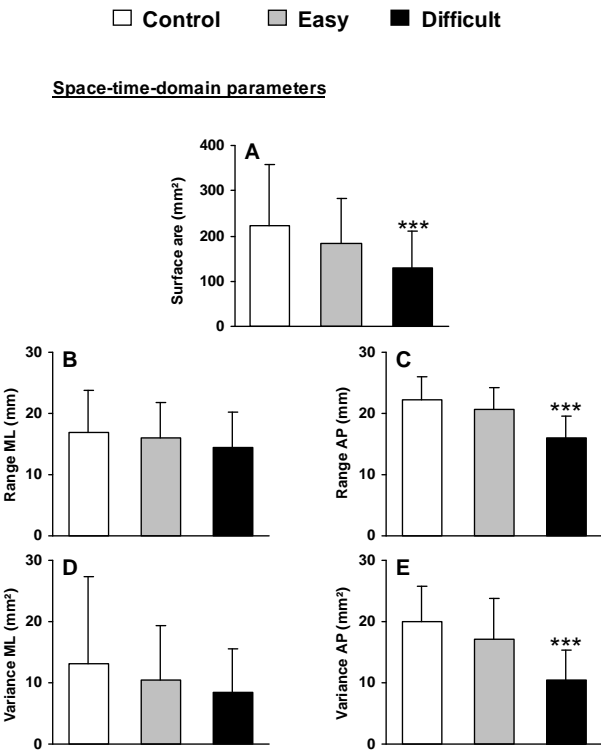 Control Easy Difficult
Space-time-domain parameters
A
Surface are (mm²)
400
300
200
100
0
***
B
Range ML (mm)
30
20
10
0
C
Range AP (mm)
30
20
10
0
***
D
Variance ML (mm²)
30
20
10
0
E
Variance AP (mm²)
30
20
10
0
***